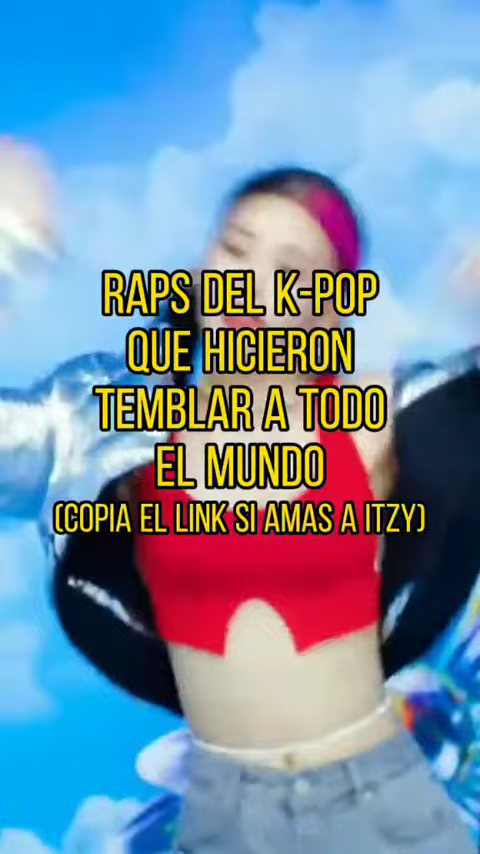 RAPS DEL K-POP
QUE HICIERON
TEMBLAR A TODO
EL MUNDO
(COPIA EL LINK SI AMAS A ITZY)